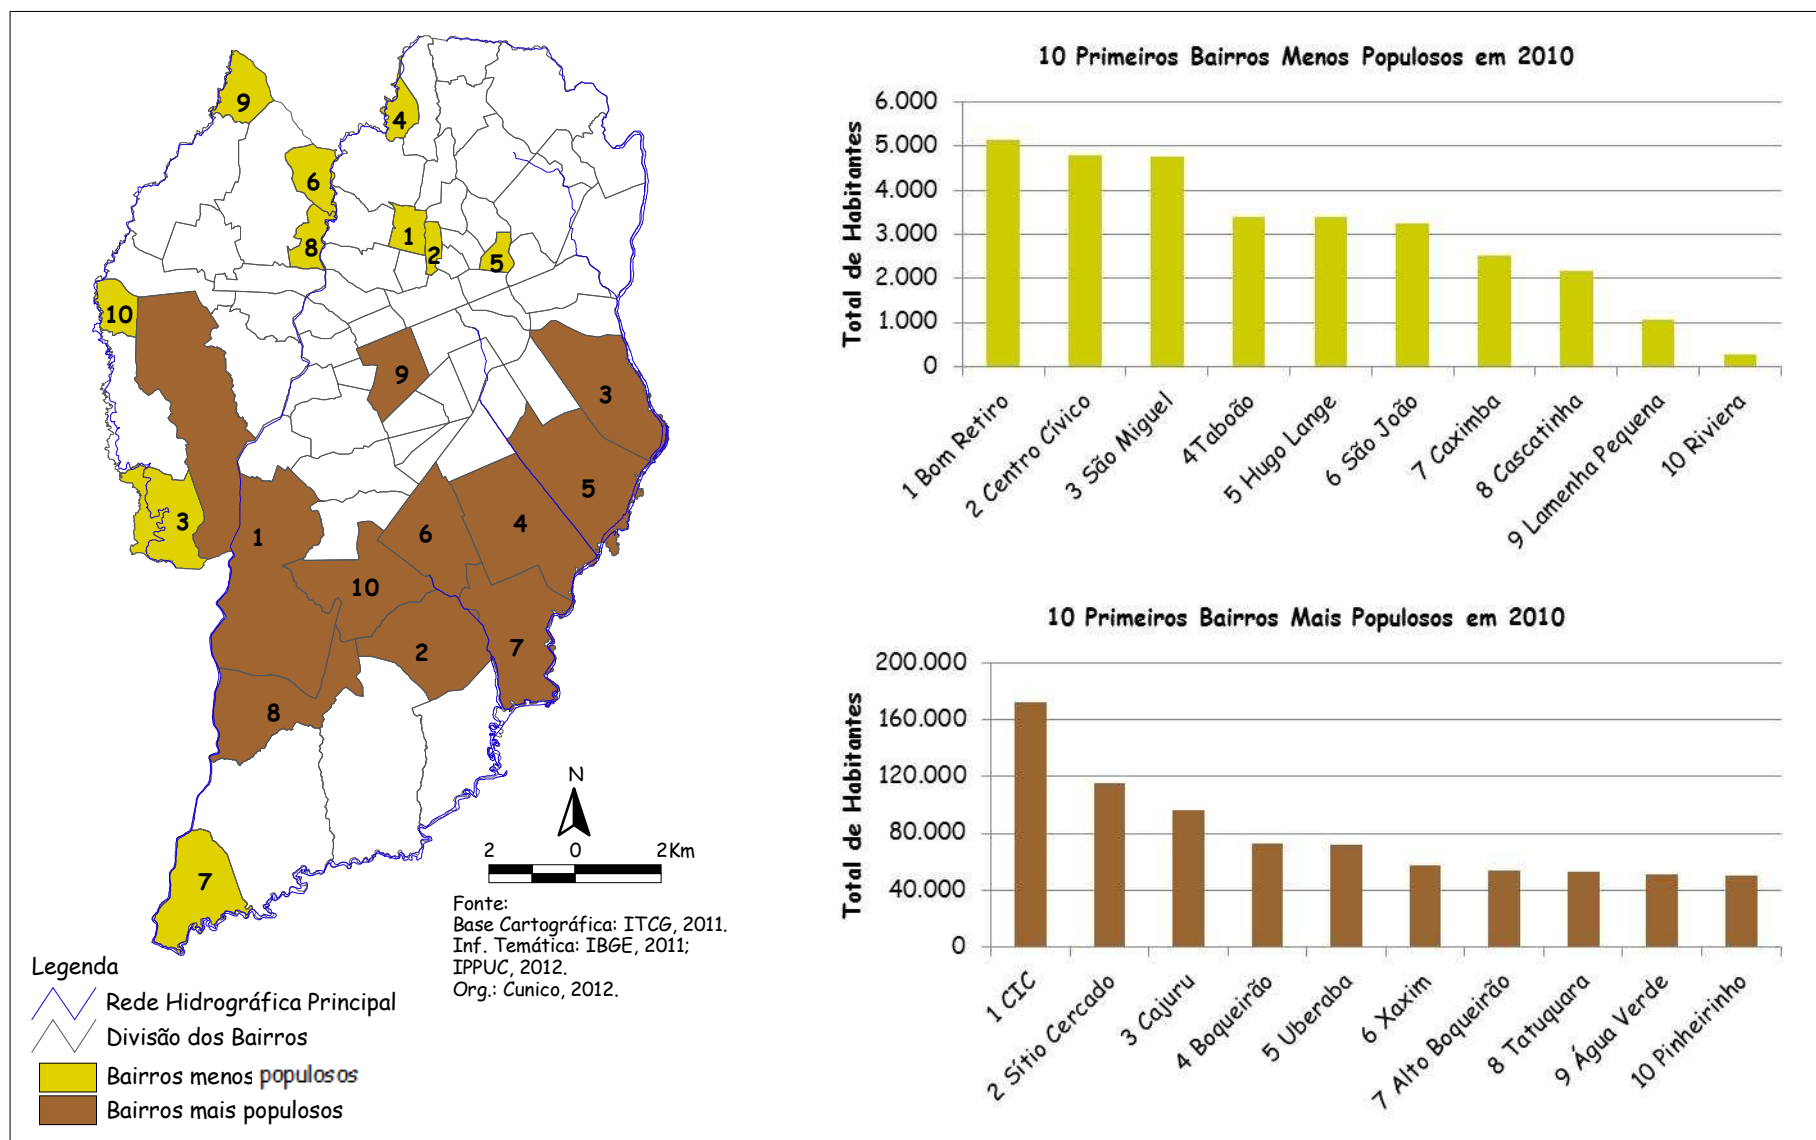 9
4
6
1
8
2
5
10
9
3
3
1
5
4
6
10
2
7
8
7
N
2 0 2Km
Fonte:
Base Cartográfica: ITCG, 2011.
Inf. Temática: IBGE, 2011;
IPPUC, 2012.
Org.: Cunico, 2012.
Legenda
Rede Hidrográfica Principal
Divisão dos Bairros
Bairros menos populosos
Bairros mais populosos
10 Primeiros Bairros Menos Populosos em 2010
Total de Habitantes
6.000
5.000
4.000
3.000
2.000
1.000
0
1 Bom Retiro
2 Centro Cívico
3 São Miguel
4 Taboão
5 Hugo Lange
6 São João
7 Caximba
8 Cascatinha
9 Lamenha Pequena
10 Riviera
10 Primeiros Bairros Mais Populosos em 2010
Total de Habitantes
200.000
160.000
120.000
80.000
40.000
0
1 CIC
2 Sítio Cercado
3 Cajuru
4 Boqueirão
5 Uberaba
6 Xaxim
7 Alto Boqueirão
8 Tatuquara
9 Água Verde
10 Pinheirinho